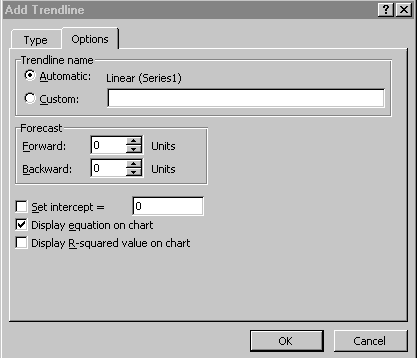 Add Trendline
Type
Options
Trendline name
Automatic:
Linear (Series1)
Custom:
Forecast
Forward:
0
Units
Backward:
0
Units
Set intercept =
0
Display equation on chart
Display R-squared value on chart
OK
Cancel